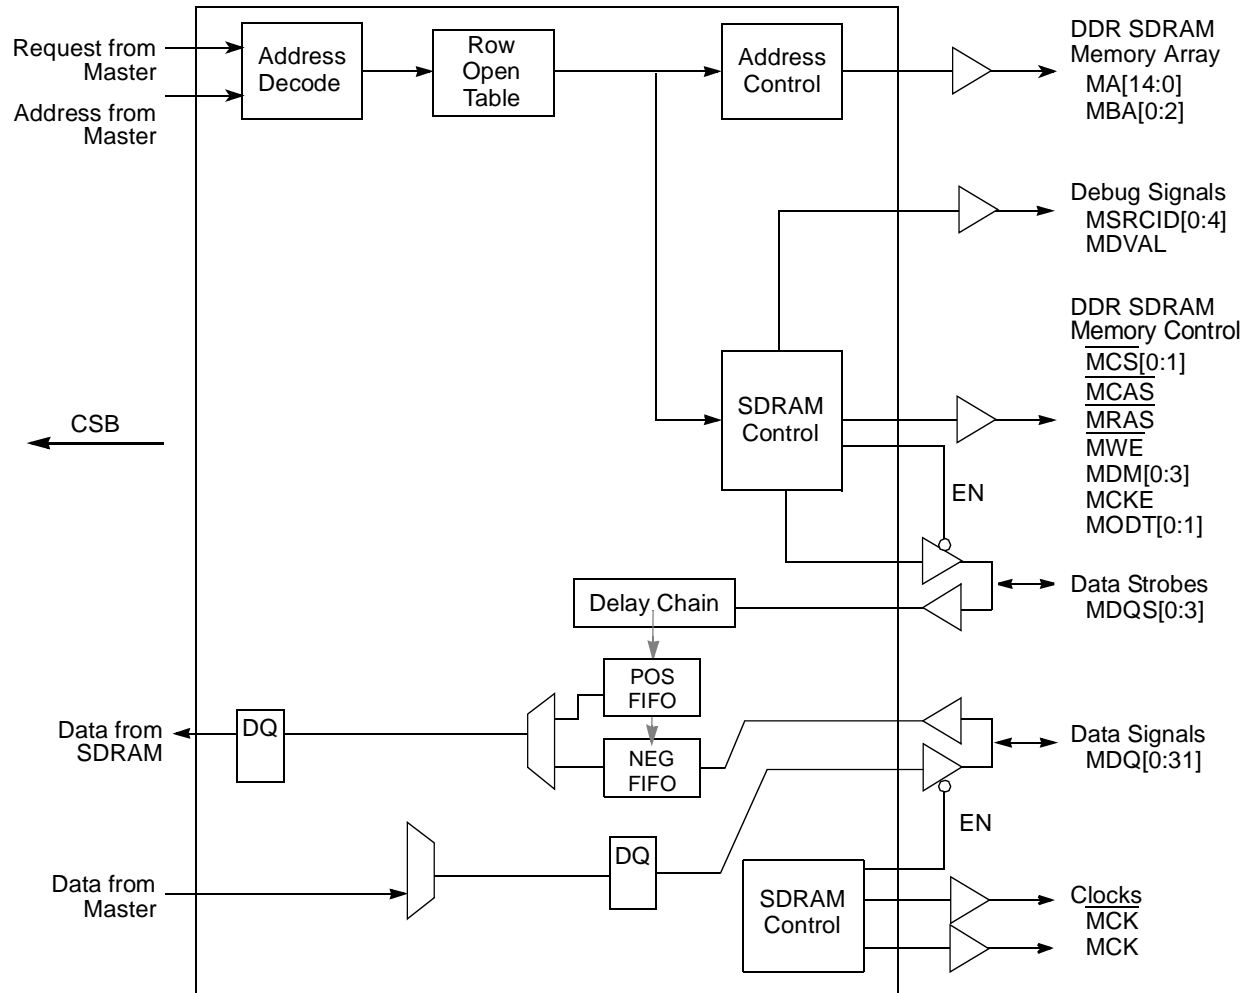 Request from
Master
Address from
Master
Address
Decode
Row
Open
Table
Address
Control
DDR SDRAM
Memory Array
MA[14:0]
MBA[0:2]
Debug Signals
MSRCID[0:4]
MDVAL
DDR SDRAM
Memory Control
MCS[0:1]
MCAS
MRAS
MWE
MDM[0:3]
MCKE
MODT[0:1]
CSB
SDRAM
Control
EN
Delay Chain
Data Strobes
MDQS[0:3]
POS
FIFO
NEG
FIFO
Data from
SDRAM
DQ
Data Signals
MDQ[0:31]
EN
Data from
Master
DQ
SDRAM
Control
Clocks
MCK
MCK